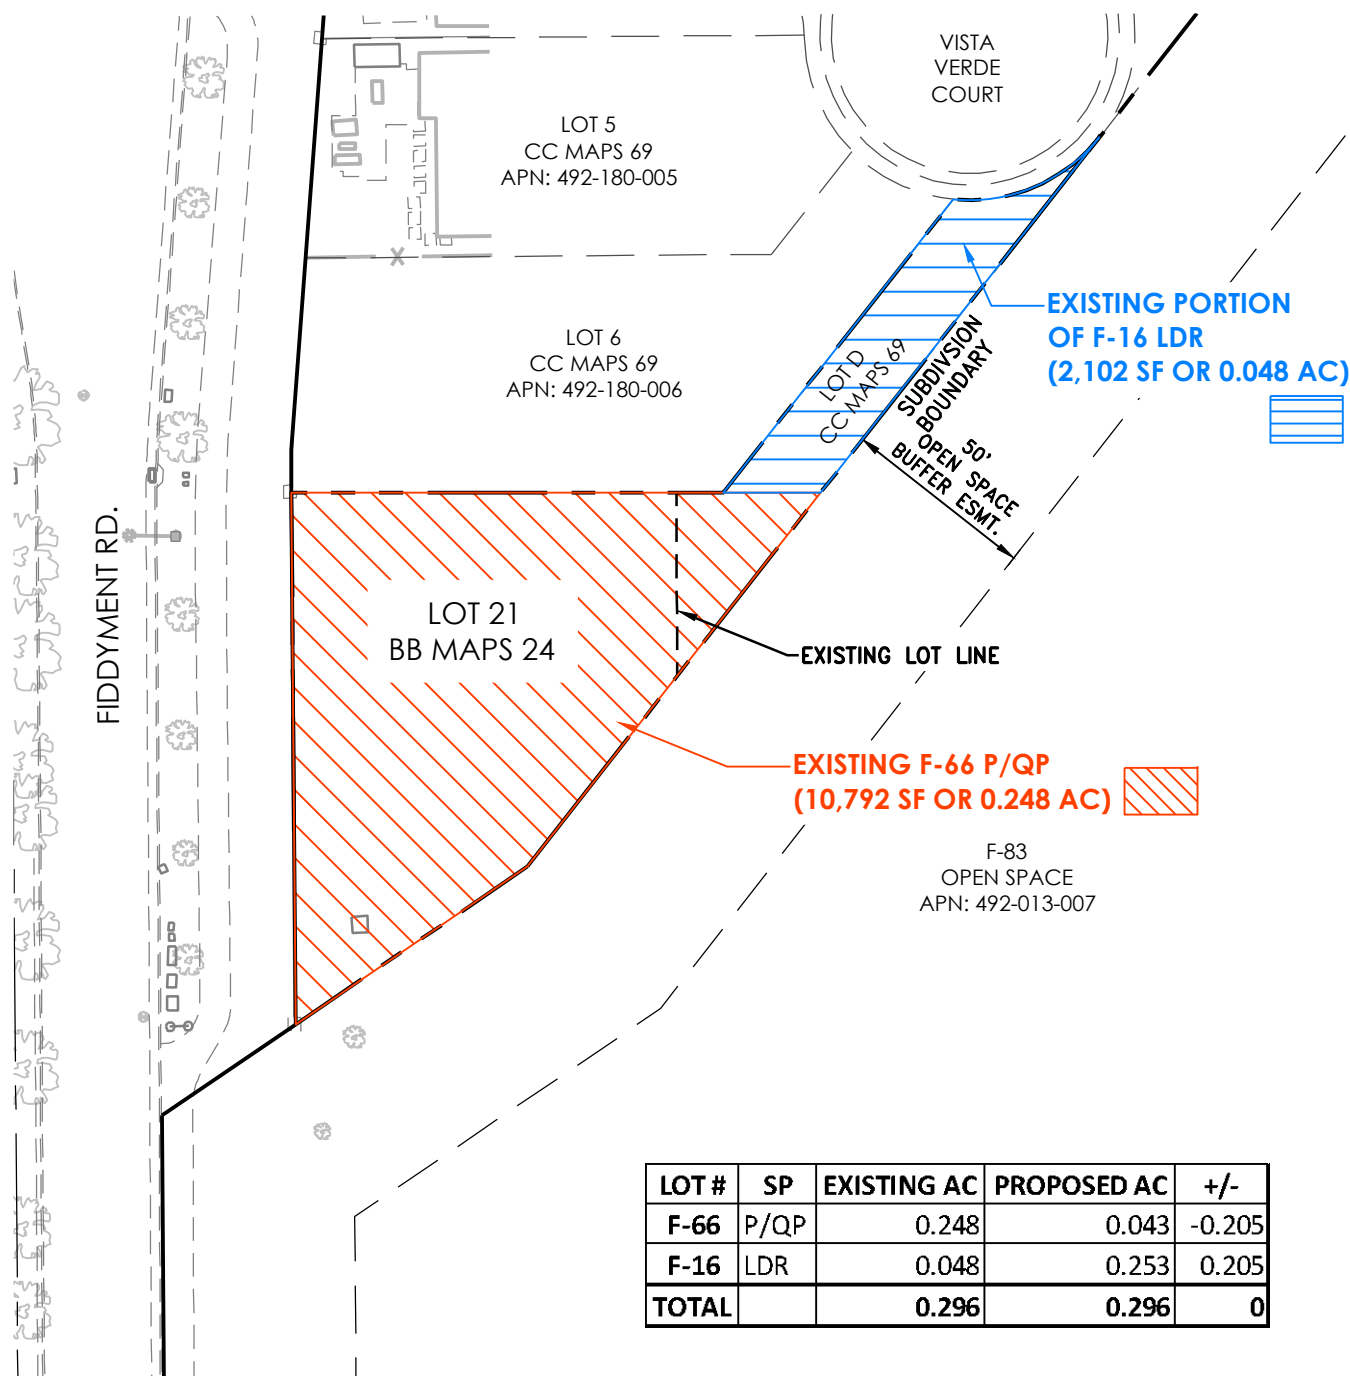 VISTA
VERDE
COURT
LOT 5
CC MAPS 69
APN: 492-180-005
LOT 6
CC MAPS 69
APN: 492-180-006
LOT D
CC MAPS 69
SUBDIVSION
BOUNDARY
EXISTING PORTION
OF F-16 LDR
(2,102 SF OR 0.048 AC)
50'
OPEN SPACE
BUFFER ESMT.
FIDDYMENT RD.
LOT 21
BB MAPS 24
EXISTING LOT LINE
EXISTING F-66 P/QP
(10,792 SF OR 0.248 AC)
F-83
OPEN SPACE
APN: 492-013-007
LOT # SP EXISTING AC PROPOSED AC +/-
F-66 P/QP 0.248 0.043 -0.205
F-16 LDR 0.048 0.253 0.205
TOTAL 0.296 0.296 0